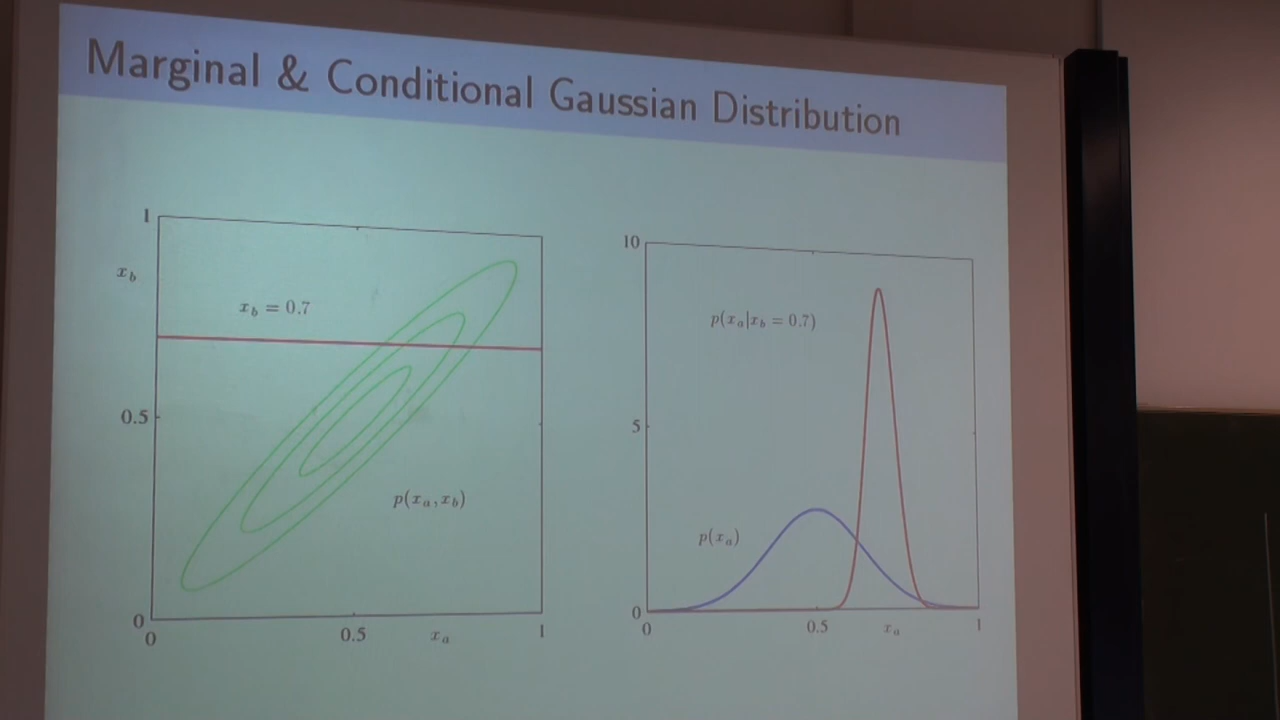 Marginal & Conditional Gaussian Distribution
1
x_b
x_b = 0.7
0.5
p(x_a, x_b)
0
0
0.5
x_a
1
10
p(x_a|x_b = 0.7)
5
p(x_a)
0
0
0.5
x_a
1